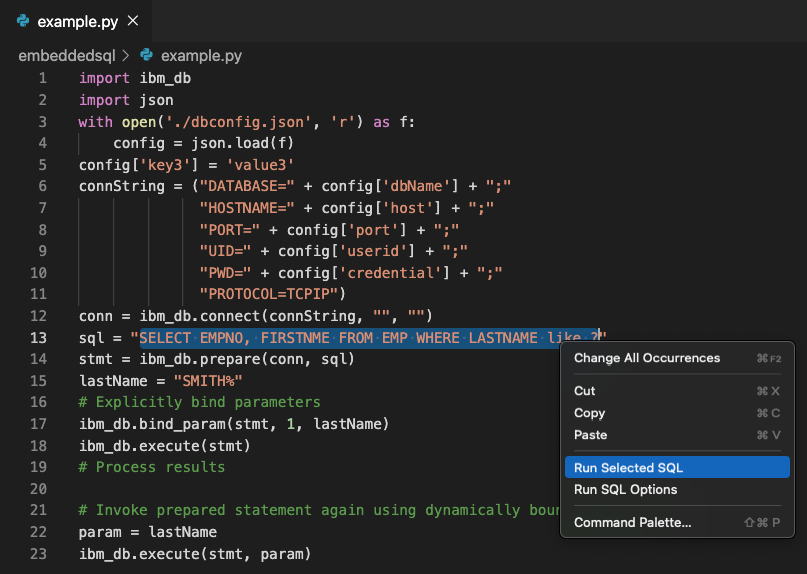 example.py ×
embeddedsql > example.py
1 import ibm_db
2 import json
3 with open('./dbconfig.json', 'r') as f:
4     config = json.load(f)
5 config['key3'] = 'value3'
6 connString = ("DATABASE=" + config['dbName'] + ";"
7               "HOSTNAME=" + config['host'] + ";"
8               "PORT=" + config['port'] + ";"
9               "UID=" + config['userid'] + ";"
10               "PWD=" + config['credential'] + ";"
11               "PROTOCOL=TCPIP")
12 conn = ibm_db.connect(connString, "", "")
13 sql = "SELECT EMPNO, FIRSTNME FROM EMP WHERE LASTNAME like ?"
14 stmt = ibm_db.prepare(conn, sql)
15 lastName = "SMITH%"
16 # Explicitly bind parameters
17 ibm_db.bind_param(stmt, 1, lastName)
18 ibm_db.execute(stmt)
19 # Process results
20
21 # Invoke prepared statement again using dynamically
22 param = lastName
23 ibm_db.execute(stmt, param)
Change All Occurrences ⌘F2
Cut ⌘X
Copy ⌘C
Paste ⌘V
Run Selected SQL
Run SQL Options
Command Palette... ⇧⌘P